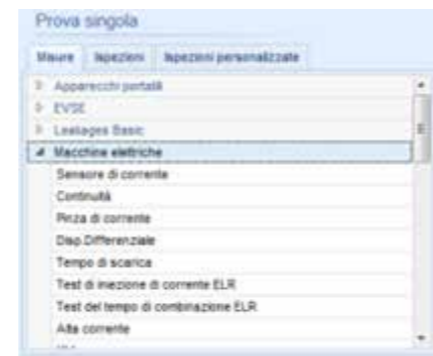 Prova singola
Misure Ispezioni Ispezioni personalizzate
Apparecchi portatili
EVSE
Leakages Basic
Macchine elettriche
Sensore di corrente
Continuità
Pinza di corrente
Disp.Differenziale
Tempo di scarica
Test di iniezione di corrente ELR
Test del tempo di combinazione ELR
Alta corrente